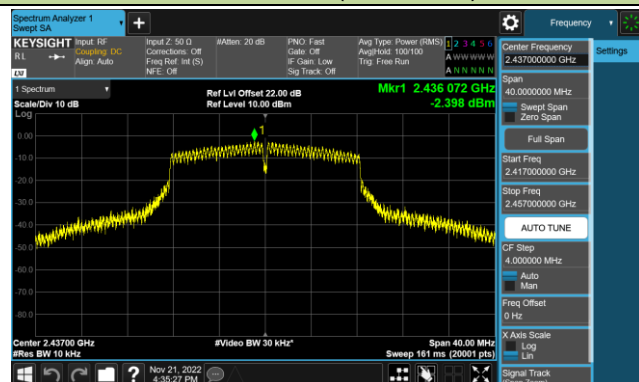 Spectrum Analyzer 1
Swept SA
Frequency
KEYSIGHT
RL
Input: RF
Coupling: DC
Align: Auto
Input Z: 50 Ω
Corrections: Off
Freq Ref: Int (S)
NFE: Off
#Atten: 20 dB
PNO: Fast
Gate: Off
IF Gain: Low
Sig Track: Off
Avg Type: Power (RMS)
Avg|Hold: 100/100
Trig: Free Run
1 2 3 4 5 6
A W W W W W
A N N N N N
LXI
1 Spectrum
Scale/Div 10 dB
Ref Lvl Offset 22.00 dB
Ref Level 10.00 dBm
Mkr1 2.436 072 GHz
-2.398 dBm
Log
1
0.00
-10.0
-20.0
-30.0
-40.0
-50.0
-60.0
-70.0
-80.0
Center 2.43700 GHz
#Res BW 10 kHz
#Video BW 30 kHz*
Span 40.00 MHz
Sweep 161 ms (20001 pts)
Nov 21, 2022
4:35:27 PM
Center Frequency
2.437000000 GHz
Settings
Span
40.0000000 MHz
Swept Span
Zero Span
Full Span
Start Freq
2.417000000 GHz
Stop Freq
2.457000000 GHz
AUTO TUNE
CF Step
4.000000 MHz
Auto
Man
Freq Offset
0 Hz
X Axis Scale
Log
Lin
Signal Track